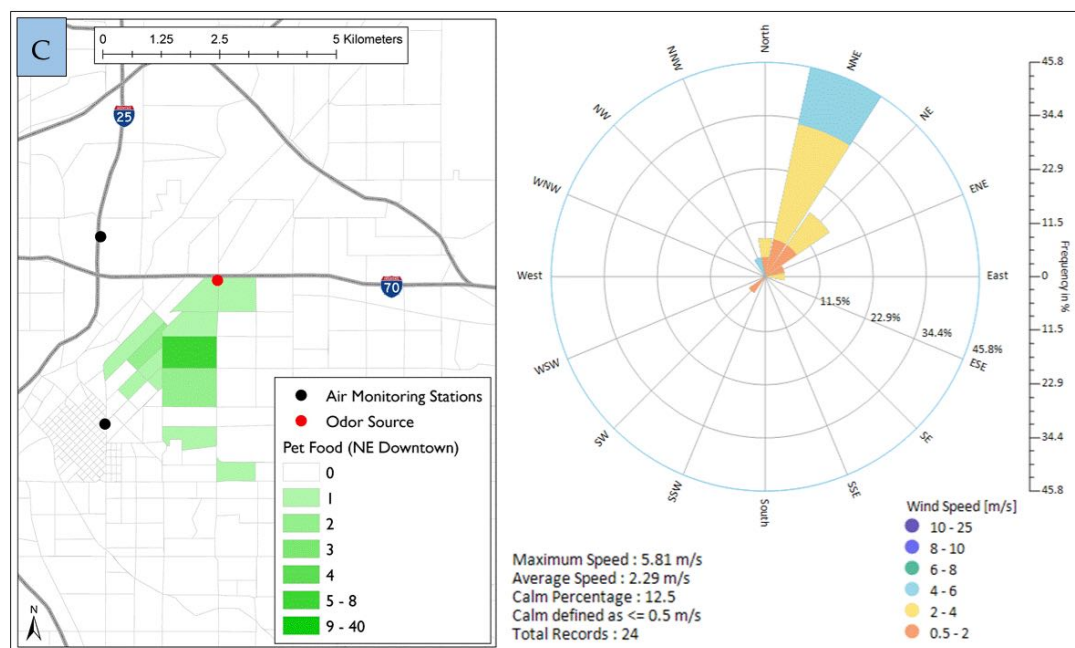 C
0 1.25 2.5 5 Kilometers
25
70
Air Monitoring Stations
Odor Source
Pet Food (NE Downtown)
0
1
2
3
4
5 - 8
9 - 40
N
North
NNE
NE
ENE
East
ESE
SE
SSE
South
SSW
SW
WSW
West
WNW
NW
NNW
11.5%
22.9%
34.4%
45.8%
45.8
34.4
22.9
11.5
0
11.5
22.9
34.4
45.8
Frequency in %
Maximum Speed : 5.81 m/s
Average Speed : 2.29 m/s
Calm Percentage : 12.5
Calm defined as <= 0.5 m/s
Total Records : 24
Wind Speed [m/s]
10 - 25
8 - 10
6 - 8
4 - 6
2 - 4
0.5 - 2